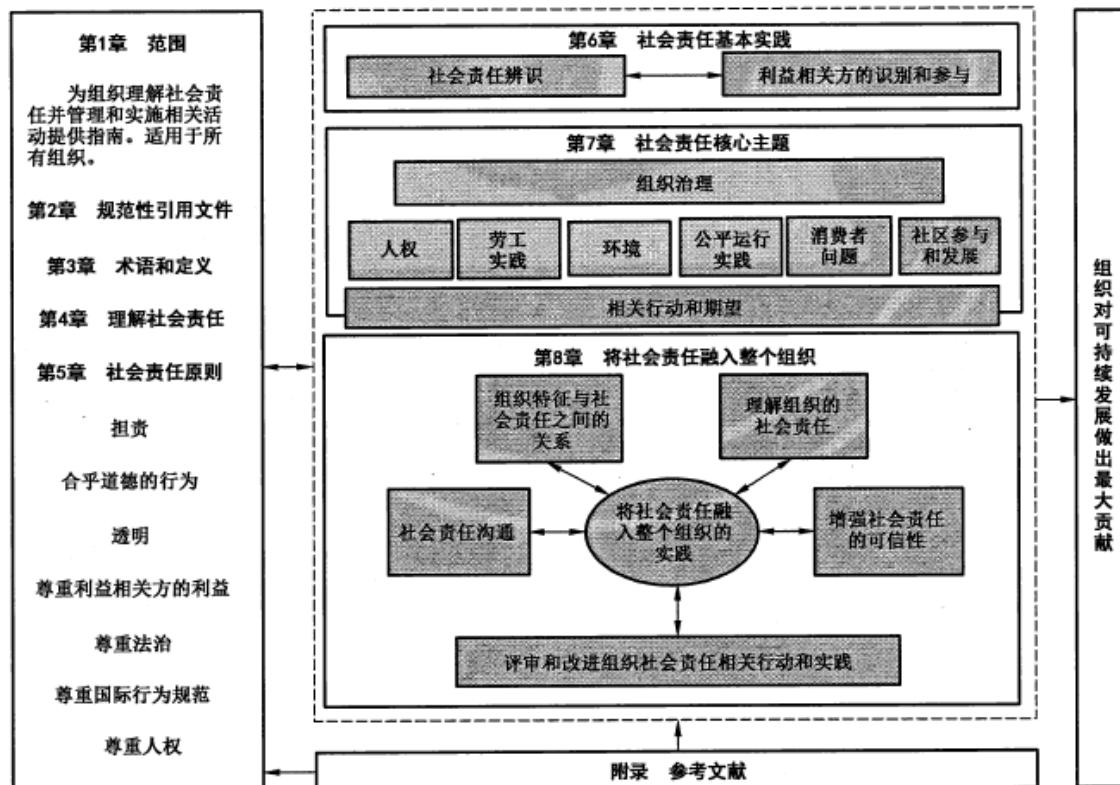 第1章 范围
为组织理解社会责
任并管理和实施相关活
动提供指南。适用于所
有组织。
第2章 规范性引用文件
第3章 术语和定义
第4章 理解社会责任
第5章 社会责任原则
担责
合乎道德的行为
透明
尊重利益相关方的利益
尊重法治
尊重国际行为规范
尊重人权
第6章 社会责任基本实践
社会责任辨识
利益相关方的识别和参与
第7章 社会责任核心主题
组织治理
人权
劳工
实践
环境
公平运行
实践
消费者
问题
社区参与
和发展
相关行动和期望
第8章 将社会责任融入整个组织
组织特征与社
会责任之间的
关系
理解组织的
社会责任
社会责任沟通
将社会责任融
入整个组织的
实践
增强社会责任
的可信性
评审和改进组织社会责任相关行动和实践
附录 参考文献
组织对可持续发展做出最大贡献